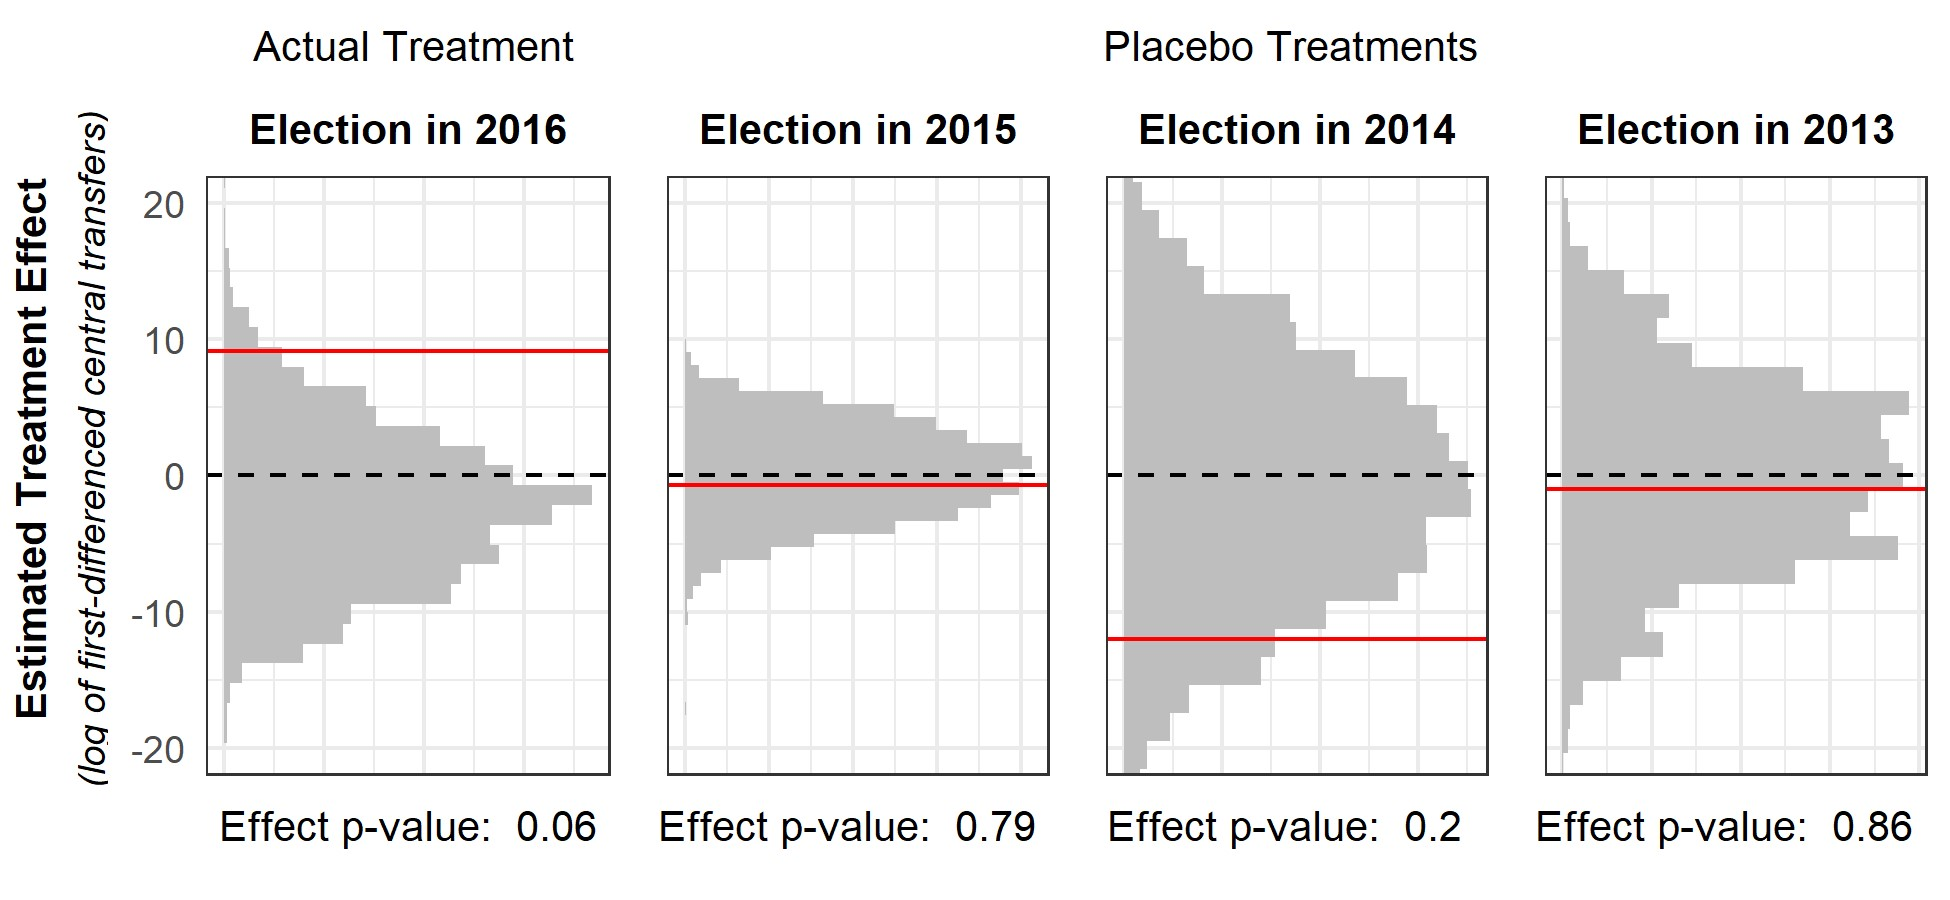 Actual Treatment
Placebo Treatments
Election in 2016
Election in 2015
Election in 2014
Election in 2013
Estimated Treatment Effect
(log of first-differenced central transfers)
20
10
0
-10
-20
Effect p-value: 0.06
Effect p-value: 0.79
Effect p-value: 0.2
Effect p-value: 0.86